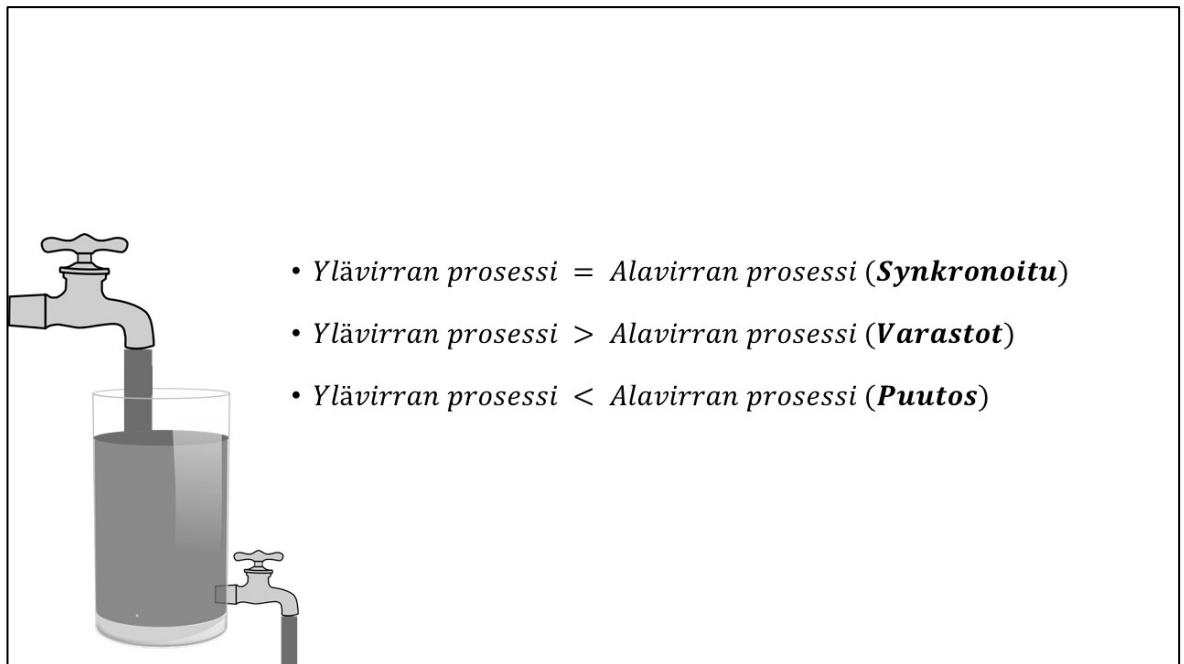 • Ylävirran prosessi = Alavirran prosessi (Synkronoitu)
• Ylävirran prosessi > Alavirran prosessi (Varastot)
• Ylävirran prosessi < Alavirran prosessi (Puutos)